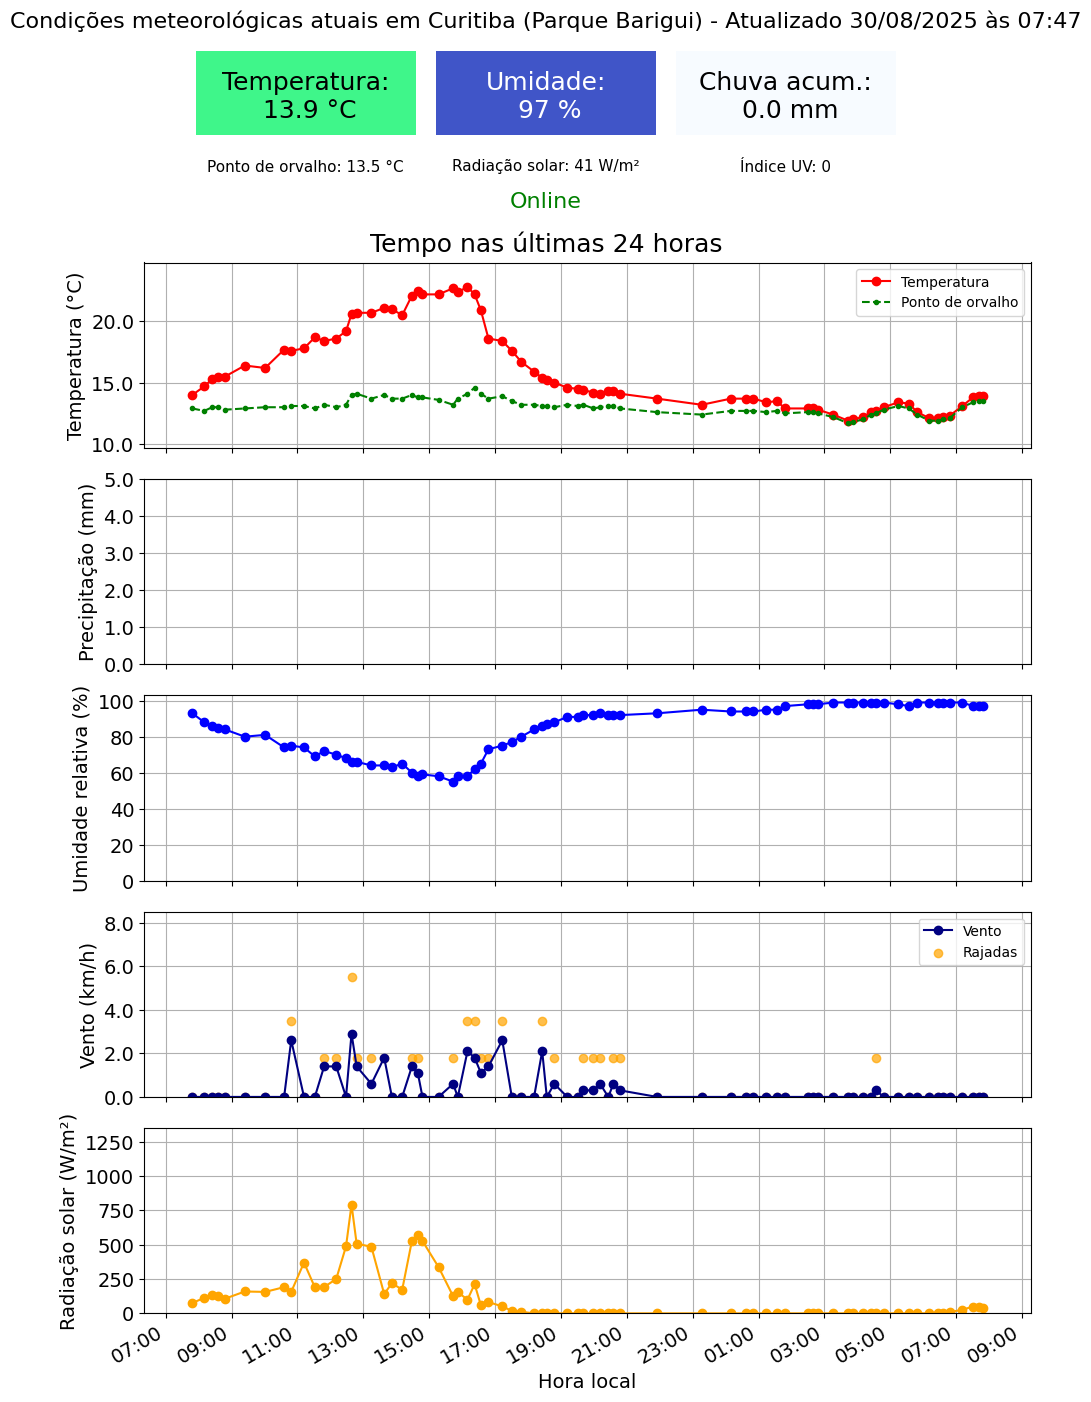 Condições meteorológicas atuais em Curitiba (Parque Barigui) - Atualizado 30/08/2025 às 07:47
Temperatura:
13.9 °C
Umidade:
97 %
Chuva acum.:
0.0 mm
Ponto de orvalho: 13.5 °C
Radiação solar: 41 W/m²
Índice UV: 0
Online
Tempo nas últimas 24 horas
Temperatura (°C)
20.0
15.0
10.0
Temperatura
Ponto de orvalho
Precipitação (mm)
5.0
4.0
3.0
2.0
1.0
0.0
Umidade relativa (%)
100
80
60
40
20
0
Vento (km/h)
8.0
6.0
4.0
2.0
0.0
Vento
Rajadas
Radiação solar (W/m²)
1250
1000
750
500
250
0
07:00
09:00
11:00
13:00
15:00
17:00
19:00
21:00
23:00
01:00
03:00
05:00
07:00
09:00
Hora local